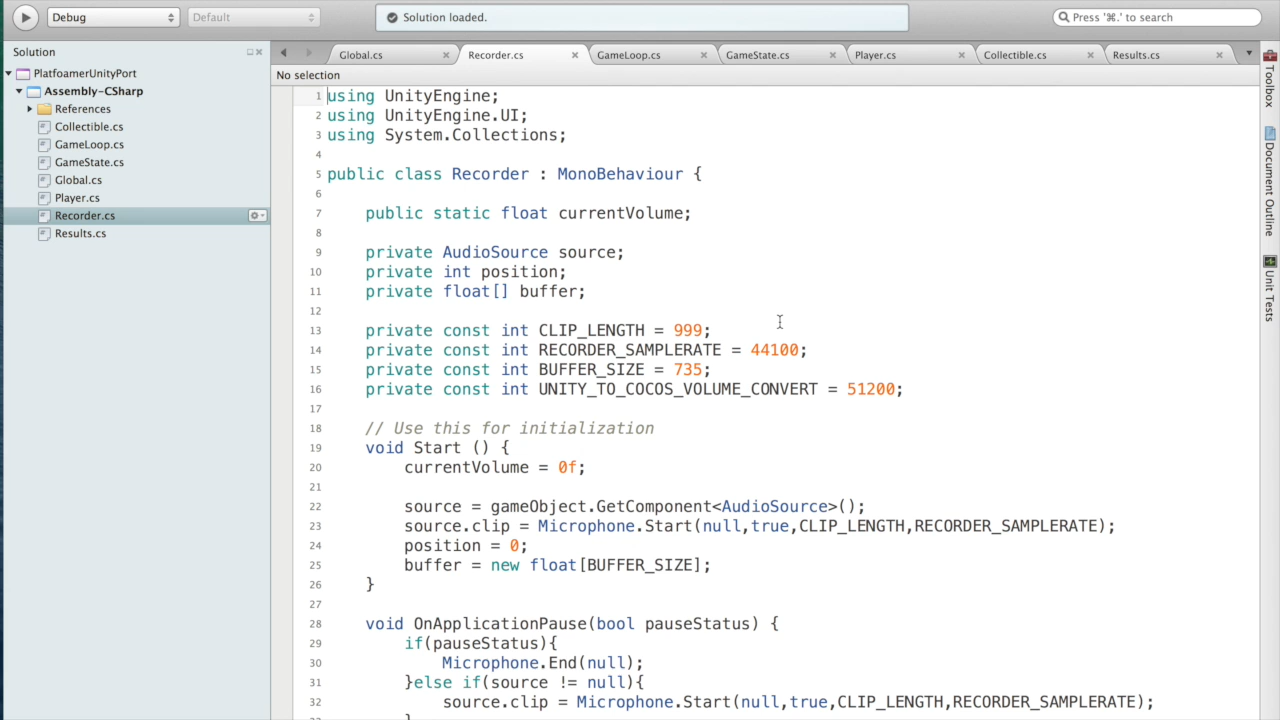 Debug
Default
Solution loaded.
Press '⌘.' to search
Solution
Global.cs
Recorder.cs
GameLoop.cs
GameState.cs
Player.cs
Collectible.cs
Results.cs
No selection
PlatfoamerUnityPort
Assembly-CSharp
References
Collectible.cs
GameLoop.cs
GameState.cs
Global.cs
Player.cs
Recorder.cs
Results.cs
1 using UnityEngine;
2 using UnityEngine.UI;
3 using System.Collections;
4
5 public class Recorder : MonoBehaviour {
6
7 public static float currentVolume;
8
9 private AudioSource source;
10 private int position;
11 private float[] buffer;
12
13 private const int CLIP_LENGTH = 999;
14 private const int RECORDER_SAMPLERATE = 44100;
15 private const int BUFFER_SIZE = 735;
16 private const int UNITY_TO_COCOS_VOLUME_CONVERT = 51200;
17
18 // Use this for initialization
19 void Start () {
20 currentVolume = 0f;
21
22 source = gameObject.GetComponent<AudioSource>();
23 source.clip = Microphone.Start(null,true,CLIP_LENGTH,RECORDER_SAMPLERATE);
24 position = 0;
25 buffer = new float[BUFFER_SIZE];
26 }
27
28 void OnApplicationPause(bool pauseStatus) {
29 if(pauseStatus){
30 Microphone.End(null);
31 }else if(source != null){
32 source.clip = Microphone.Start(null,true,CLIP_LENGTH,RECORDER_SAMPLERATE);
Toolbox
Document Outline
Unit Tests